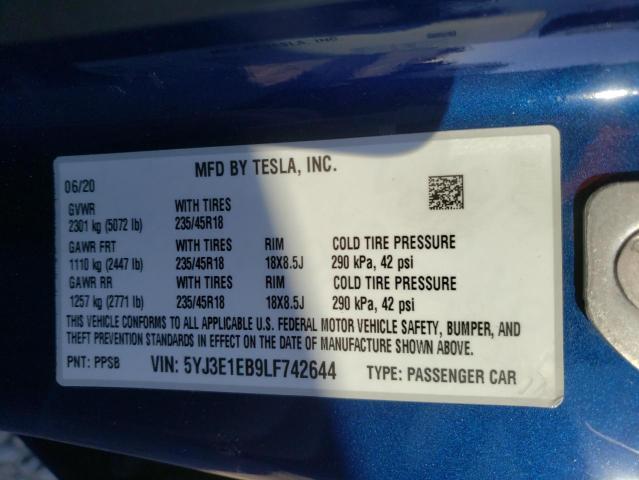 MFD BY TESLA, INC.
06/20
GVWR WITH TIRES
2301 kg (5072 lb) 235/45R18
GAWR FRT WITH TIRES RIM COLD TIRE PRESSURE
1110 kg (2447 lb) 235/45R18 18X8.5J 290 kPa, 42 psi
GAWR RR WITH TIRES RIM COLD TIRE PRESSURE
1257 kg (2771 lb) 235/45R18 18X8.5J 290 kPa, 42 psi
THIS VEHICLE CONFORMS TO ALL APPLICABLE U.S. FEDERAL MOTOR VEHICLE SAFETY, BUMPER, AND
THEFT PREVENTION STANDARDS IN EFFECT ON THE DATE OF MANUFACTURE SHOWN ABOVE.
PNT: PPSB VIN: 5YJ3E1EB9LF742644 TYPE: PASSENGER CAR